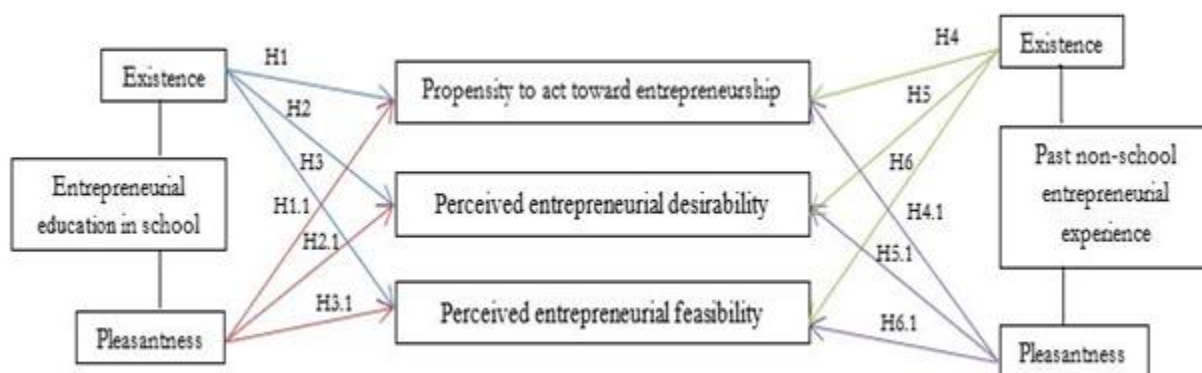 H1
H4
Existence
Existence
Propensity to act toward entrepreneurship
H2
H5
H3
H6
Entrepreneurial
education in school
Past non-school
entrepreneurial
experience
H1.1
Perceived entrepreneurial desirability
H4.1
H2.1
H5.1
H3.1
Perceived entrepreneurial feasibility
H6.1
Pleasantness
Pleasantness